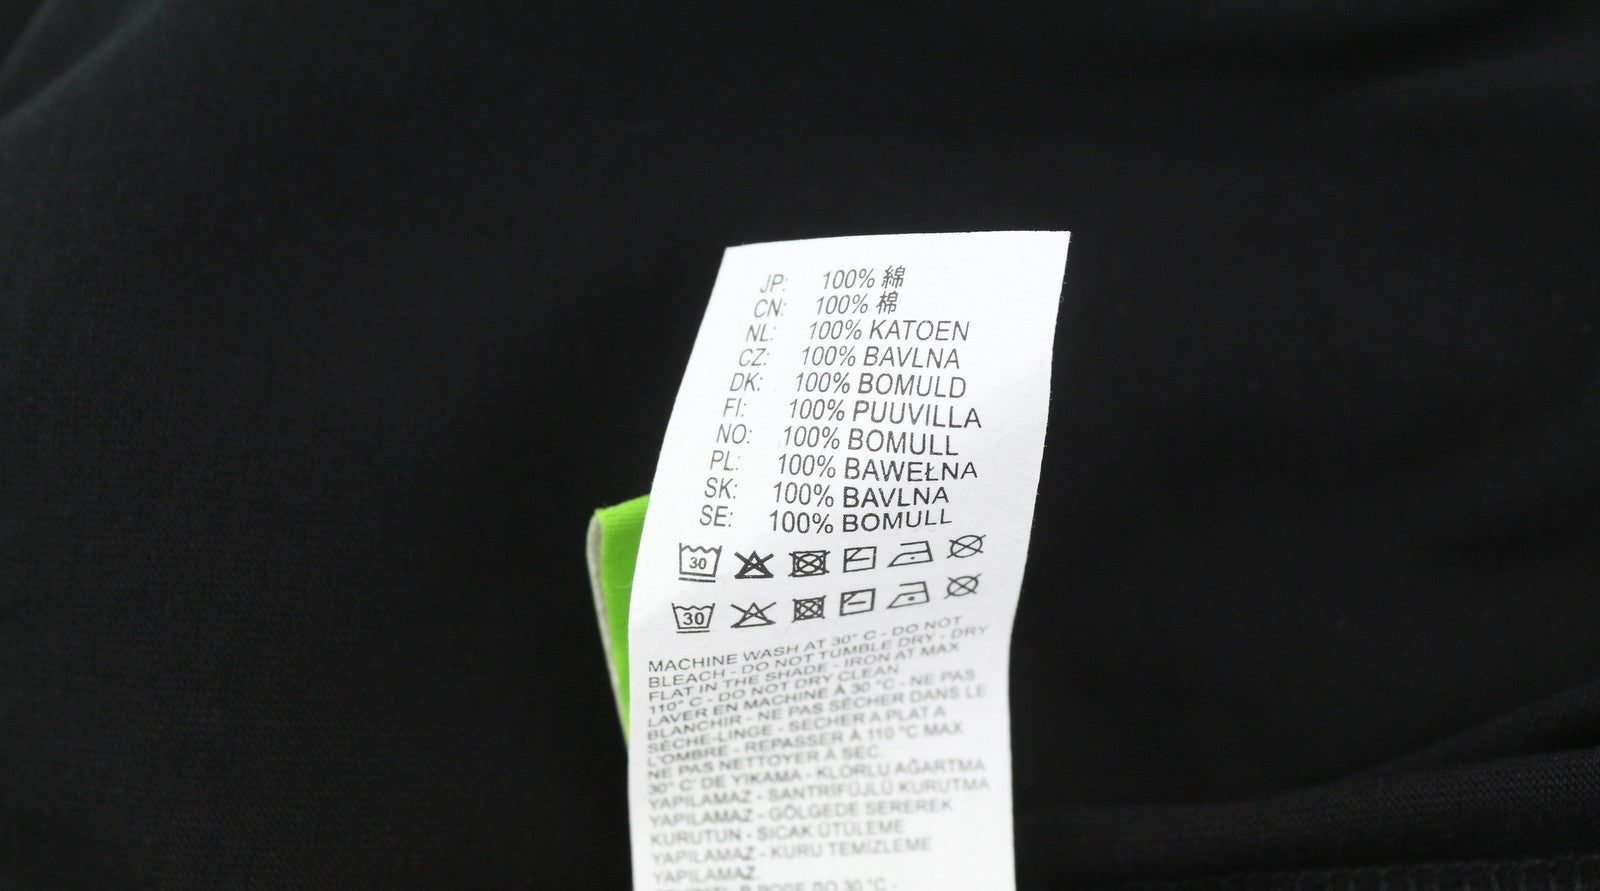 JP: 100% 綿
CN: 100% 棉
NL: 100% KATOEN
CZ: 100% BAVLNA
DK: 100% BOMULD
FI: 100% PUUVILLA
NO: 100% BOMULL
PL: 100% BAWEŁNA
SK: 100% BAVLNA
SE: 100% BOMULL
30
30
MACHINE WASH AT 30° C - DO NOT
BLEACH - DO NOT TUMBLE DRY - DRY
FLAT IN THE SHADE - IRON AT MAX
110° C - DO NOT DRY CLEAN.
LAVER EN MACHINE À 30 °C - NE PAS
BLANCHIR - NE PAS SÉCHER DANS LE
SÈCHE-LINGE - SECHER A PLAT A
L'OMBRE - REPASSER À 110 °C MAX
NE PAS NETTOYER À SEC
30° C' DE YIKAMA - KLORLU AĞARTMA
YAPILAMAZ - SANTRİFÜJLÜ KURUTMA
YAPILAMAZ - GÖLGEDE SEREREK
KURUTUN - SICAK ÜTÜLEME
YAPILAMAZ - KURU TEMİZLEME
YAPILAMAZ.
30 °C -